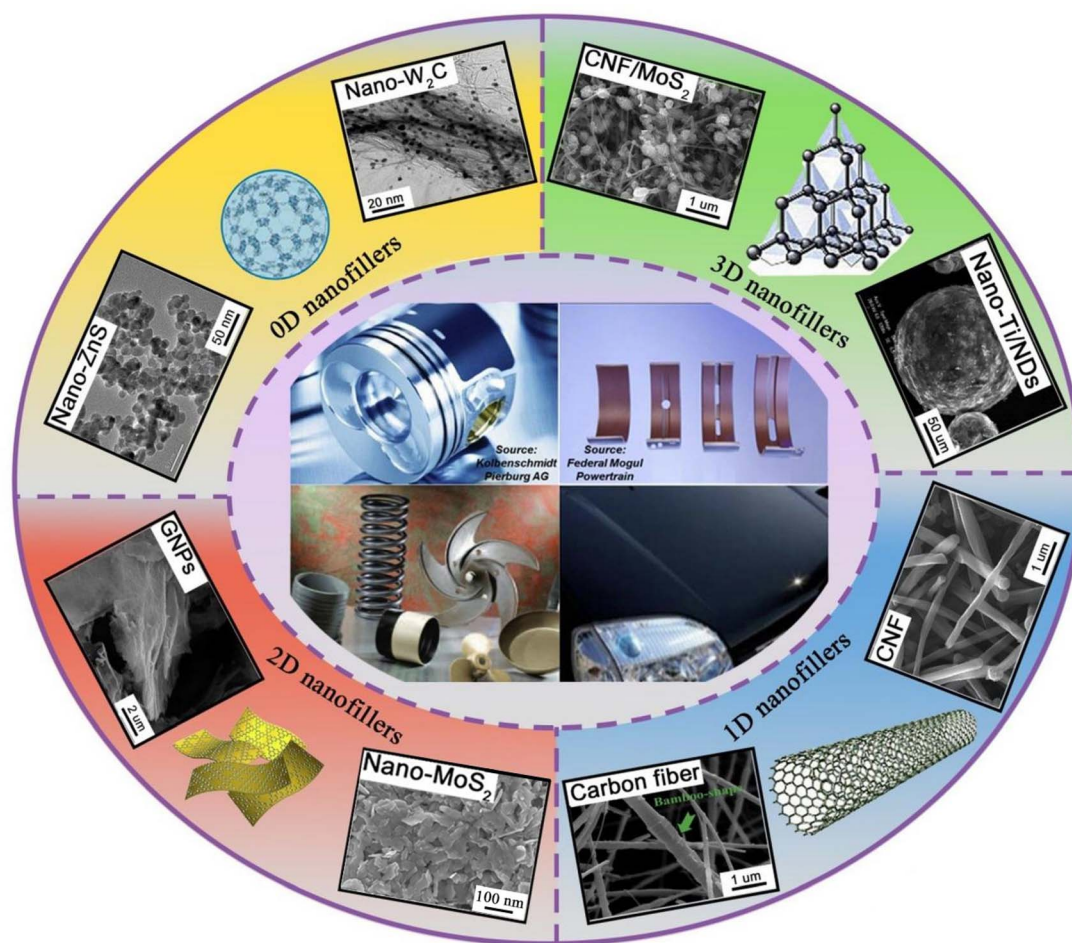 Nano-W₂C
20 nm
0D nanofillers
Nano-ZnS
50 nm
CNF/MoS₂
1 um
3D nanofillers
Nano-Ti/NDs
50 um
Source:
Kolbenschmidt
Pierburg AG
Source:
Federal Mogul
Powertrain
GNPs
2 um
2D nanofillers
Nano-MoS₂
100 nm
CNF
1 um
1D nanofillers
Carbon fiber
Bamboo-shape
1 um